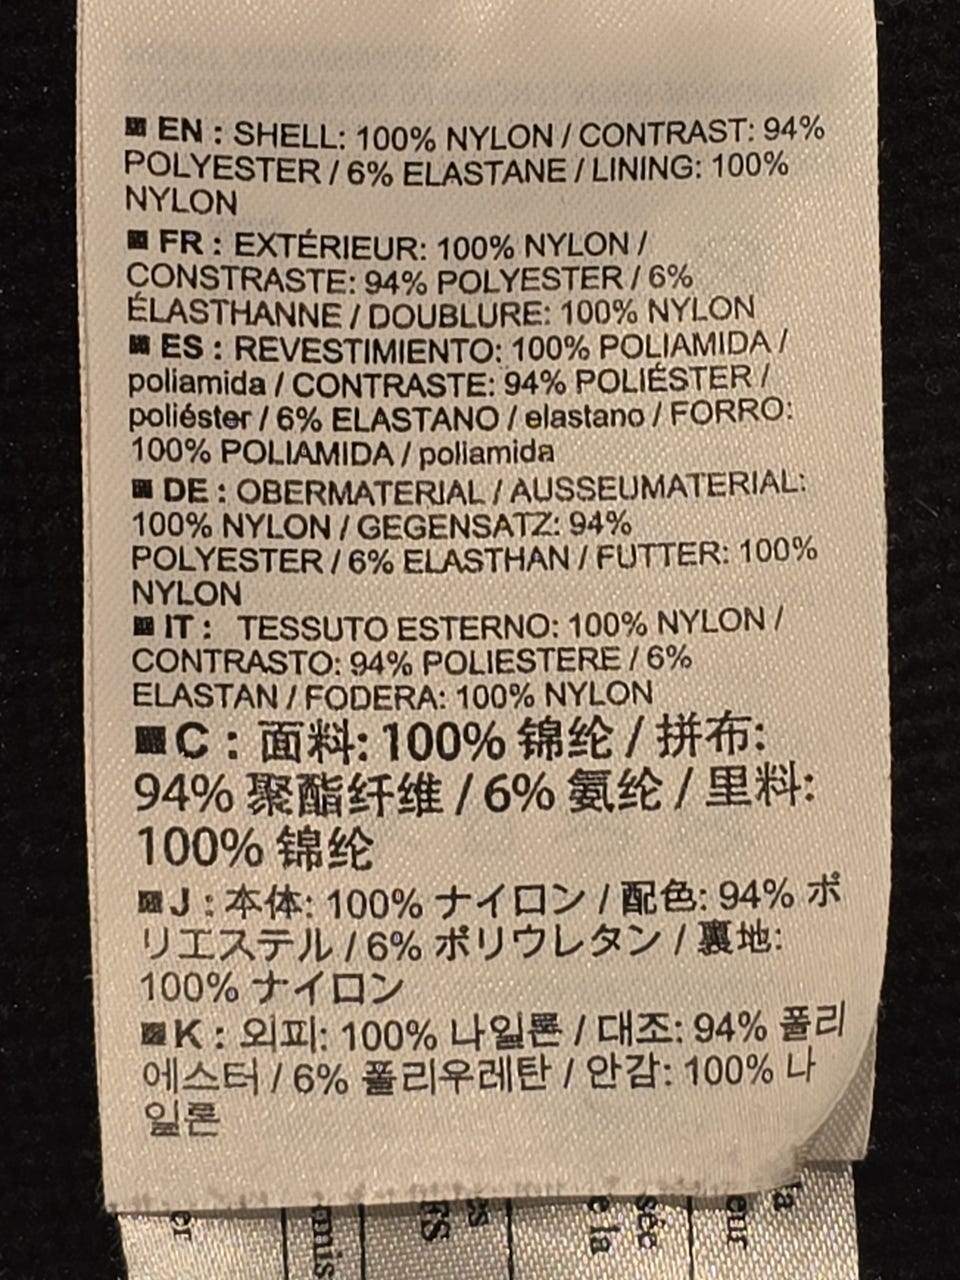 EN : SHELL: 100% NYLON / CONTRAST: 94%
POLYESTER / 6% ELASTANE / LINING: 100%
NYLON
FR : EXTÉRIEUR: 100% NYLON /
CONSTRASTE: 94% POLYESTER / 6%
ÉLASTHANNE / DOUBLURE: 100% NYLON
ES : REVESTIMIENTO: 100% POLIAMIDA /
poliamida / CONTRASTE: 94% POLIÉSTER /
poliéster / 6% ELASTANO / elastano / FORRO:
100% POLIAMIDA / poliamida
DE : OBERMATERIAL / AUSSEUMATERIAL:
100% NYLON / GEGENSATZ: 94%
POLYESTER / 6% ELASTHAN / FUTTER: 100%
NYLON
IT : TESSUTO ESTERNO: 100% NYLON /
CONTRASTO: 94% POLIESTERE / 6%
ELASTAN / FODERA: 100% NYLON
C : 面料: 100% 锦纶 / 拼布:
94% 聚酯纤维 / 6% 氨纶 / 里料:
100% 锦纶
J : 本体: 100% ナイロン / 配色: 94% ポ
リエステル / 6% ポリウレタン / 裏地:
100% ナイロン
K : 외피: 100% 나일론 / 대조: 94% 폴리
에스터 / 6% 폴리우레탄 / 안감: 100% 나
일론